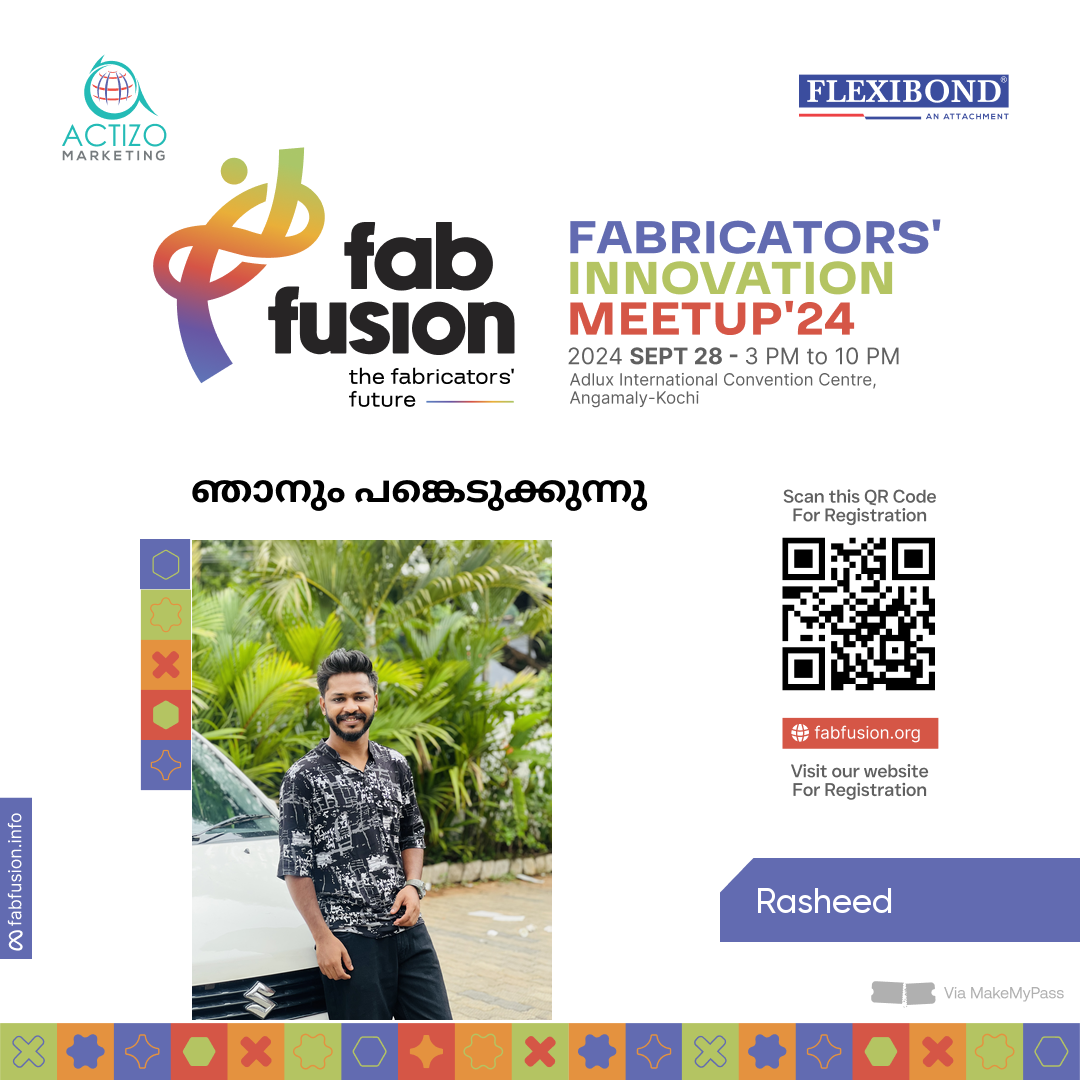 ACTIZO
MARKETING
FLEXIBOND®
AN ATTACHMENT
fab
fusion
the fabricators'
future
FABRICATORS'
INNOVATION
MEETUP'24
2024 SEPT 28 - 3 PM to 10 PM
Adlux International Convention Centre,
Angamaly-Kochi
ഞാനും പങ്കെടുക്കുന്നു
Scan this QR Code
For Registration
fabfusion.org
Visit our website
For Registration
fabfusion.info
Rasheed
Via MakeMyPass